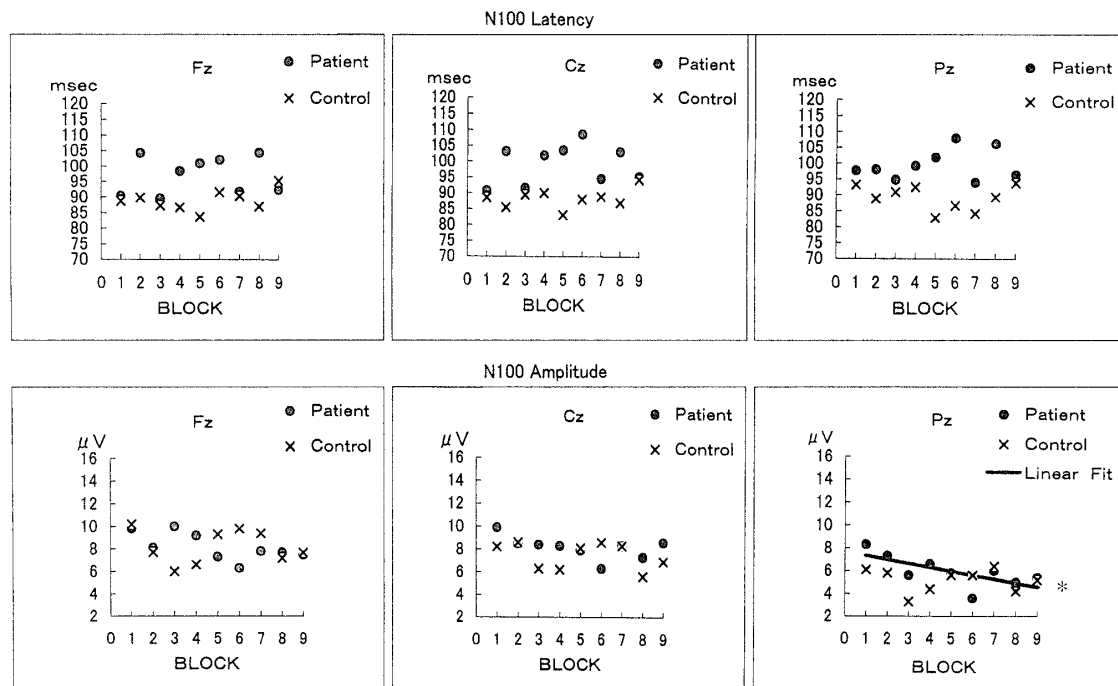 N100 Latency
Fz
Patient
Control
msec
120
115
110
105
100
95
90
85
80
75
70
0 1 2 3 4 5 6 7 8 9
BLOCK
Cz
Patient
Control
msec
120
115
110
105
100
95
90
85
80
75
70
0 1 2 3 4 5 6 7 8 9
BLOCK
Pz
Patient
Control
msec
120
115
110
105
100
95
90
85
80
75
70
0 1 2 3 4 5 6 7 8 9
BLOCK
N100 Amplitude
Fz
Patient
Control
μV
16
14
12
10
8
6
4
2
0 1 2 3 4 5 6 7 8 9
BLOCK
Cz
Patient
Control
μV
16
14
12
10
8
6
4
2
0 1 2 3 4 5 6 7 8 9
BLOCK
Pz
Patient
Control
Linear Fit
μV
16
14
12
10
8
6
4
2
*
0 1 2 3 4 5 6 7 8 9
BLOCK